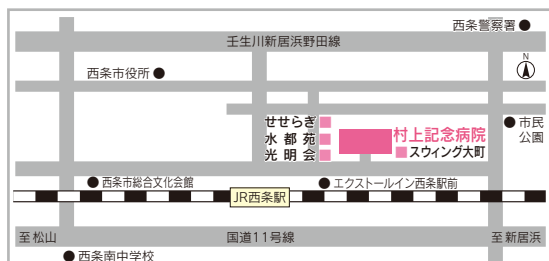 西条警察署
壬生川新居浜野田線
N
西条市役所
せせらぎ
水都苑
光明会
村上記念病院
スウィング大町
市民
公園
西条市総合文化会館
エクストールイン西条駅前
JR西条駅
至松山
国道11号線
至新居浜
西条南中学校